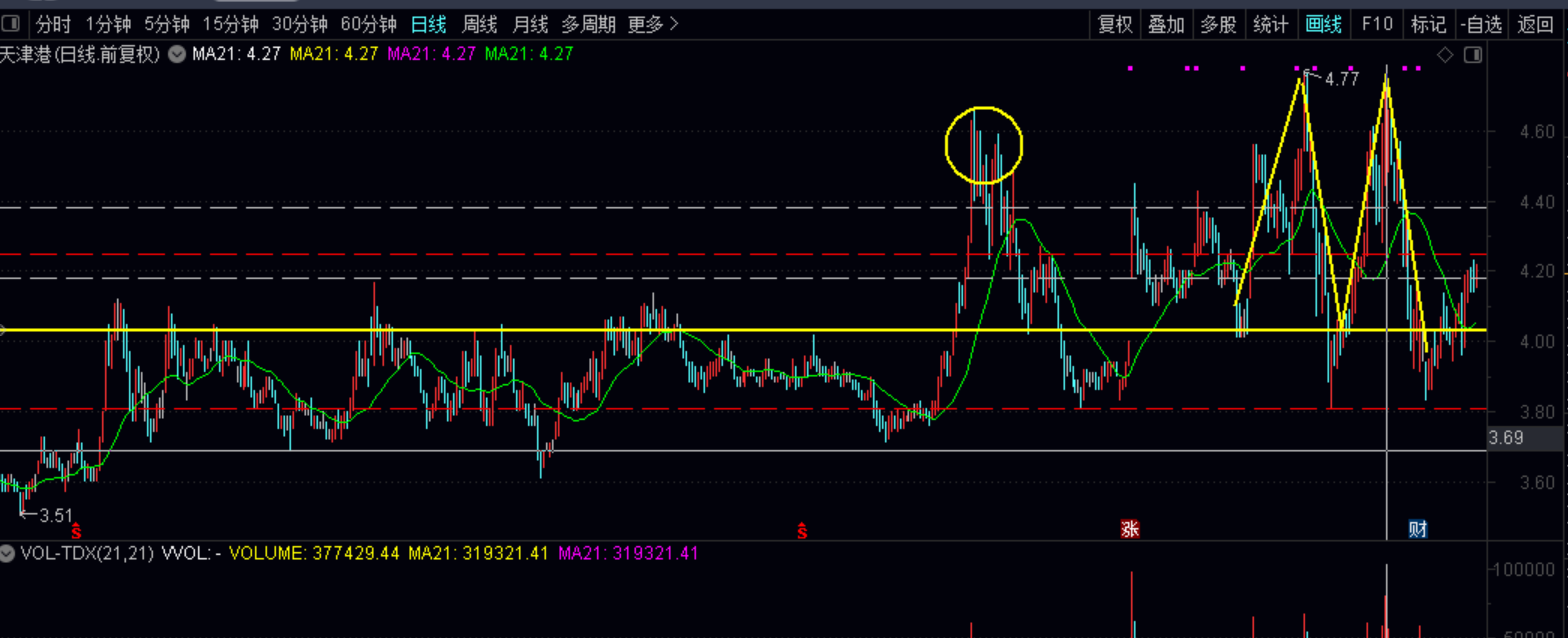 分时 1分钟 5分钟 15分钟 30分钟 60分钟 日线 周线 月线 多周期 更多 复权 叠加 多股 统计 画线 F10 标记 -自选 返回
天津港(日线.前复权) MA21: 4.27 MA21: 4.27 MA21: 4.27 MA21: 4.27
4.77
4.60
4.40
4.20
4.00
3.80
3.69
3.60
3.51
S S 涨 财
VOL-TDX(21,21) VVOL: - VOLUME: 377429.44 MA21: 319321.41 MA21: 319321.41
100000
50000